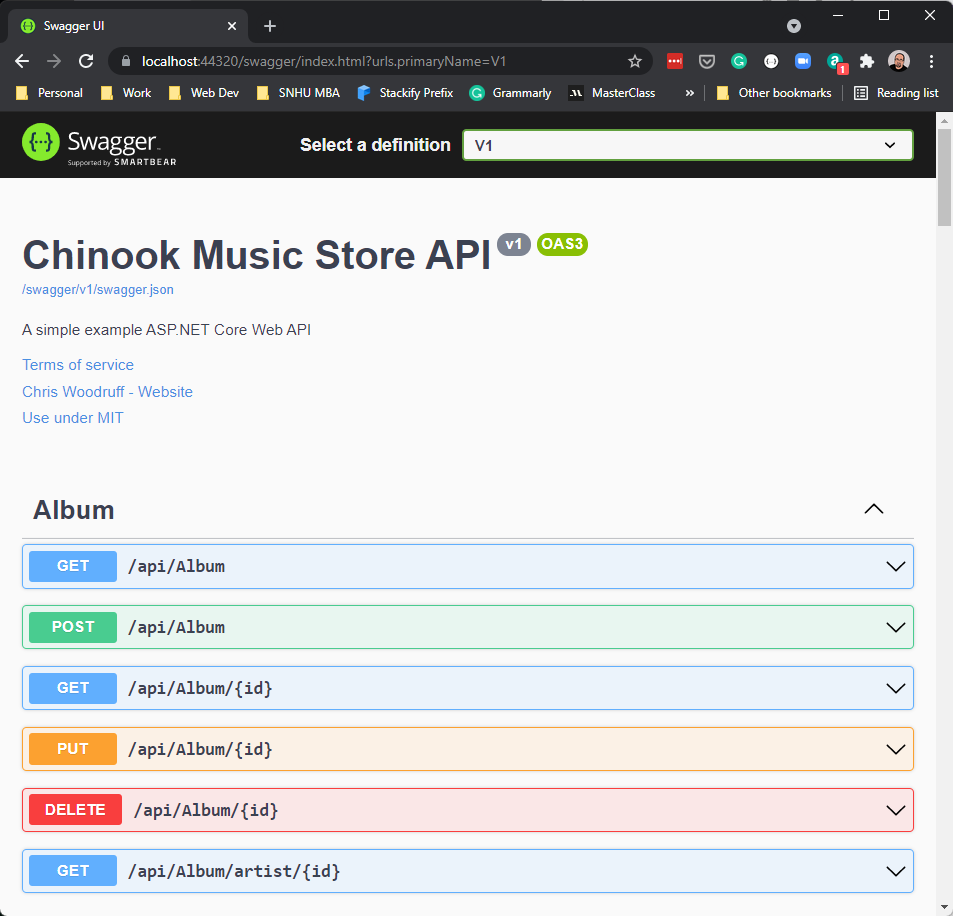 Swagger UI
localhost:44320/swagger/index.html?urls.primaryName=V1
1
Personal Work Web Dev SNHU MBA Stackify Prefix Grammarly MasterClass » Other bookmarks Reading list
{···} Swagger™
Supported by SMARTBEAR
Select a definition V1
Chinook Music Store API v1 OAS3
/swagger/v1/swagger.json
A simple example ASP.NET Core Web API
Terms of service
Chris Woodruff - Website
Use under MIT
Album
GET /api/Album
POST /api/Album
GET /api/Album/{id}
PUT /api/Album/{id}
DELETE /api/Album/{id}
GET /api/Album/artist/{id}